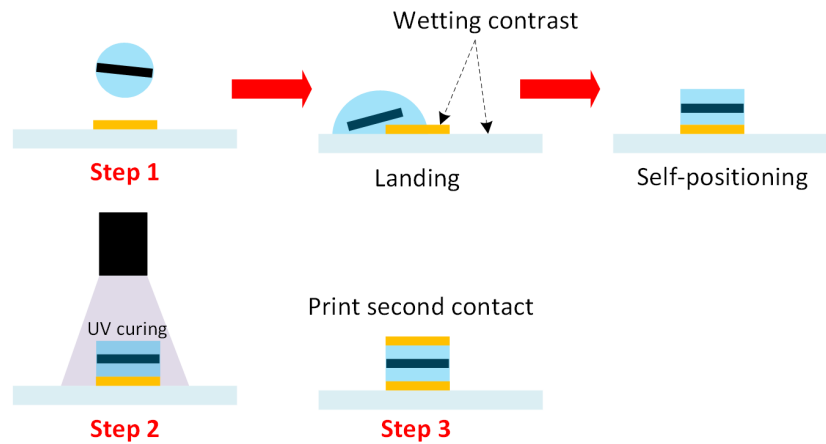 Wetting contrast
Step 1
Landing
Self-positioning
UV curing
Print second contact
Step 2
Step 3